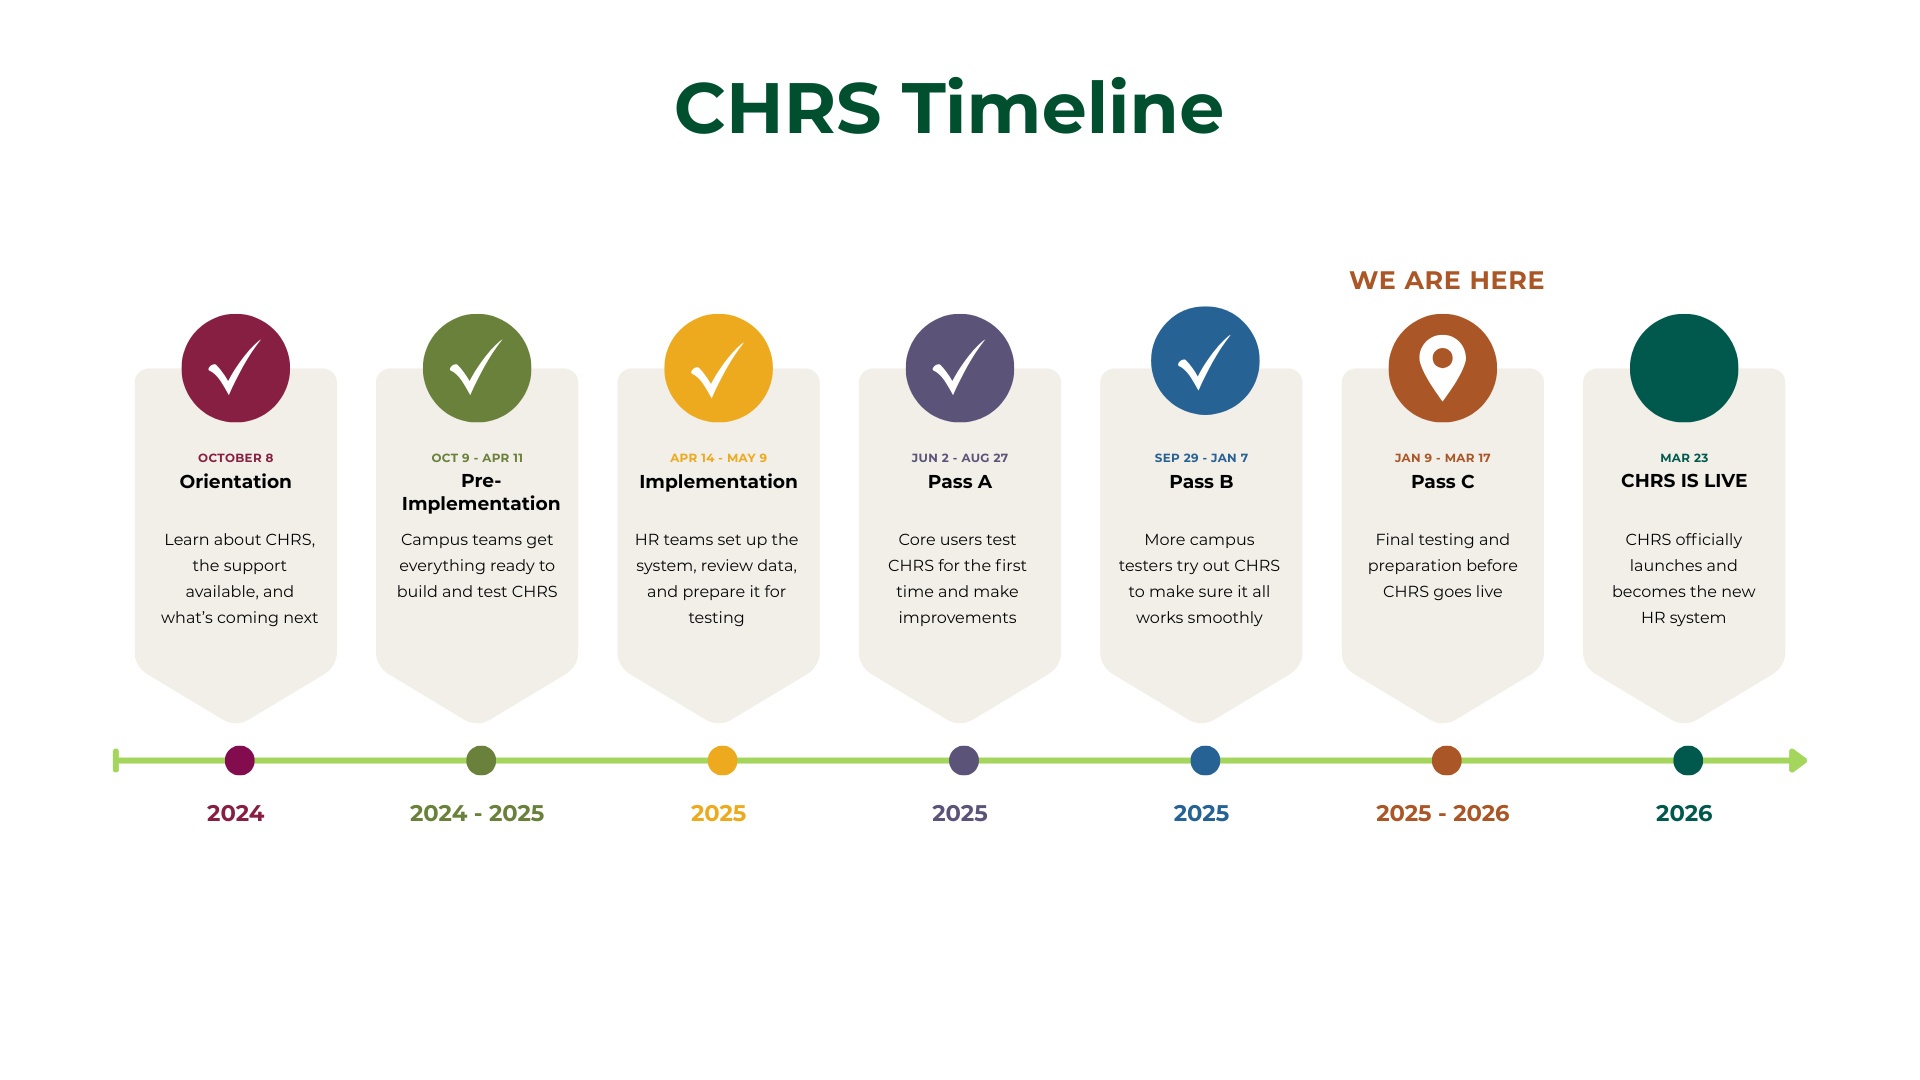 CHRS Timeline
WE ARE HERE
OCTOBER 8
Orientation
Learn about CHRS,
the support
available, and
what’s coming next
OCT 9 - APR 11
Pre-
Implementation
Campus teams get
everything ready to
build and test CHRS
APR 14 - MAY 9
Implementation
HR teams set up the
system, review data,
and prepare it for
testing
JUN 2 - AUG 27
Pass A
Core users test
CHRS for the first
time and make
improvements
SEP 29 - JAN 7
Pass B
More campus
testers try out CHRS
to make sure it all
works smoothly
JAN 9 - MAR 17
Pass C
Final testing and
preparation before
CHRS goes live
MAR 23
CHRS IS LIVE
CHRS officially
launches and
becomes the new
HR system
2024
2024 - 2025
2025
2025
2025
2025 - 2026
2026